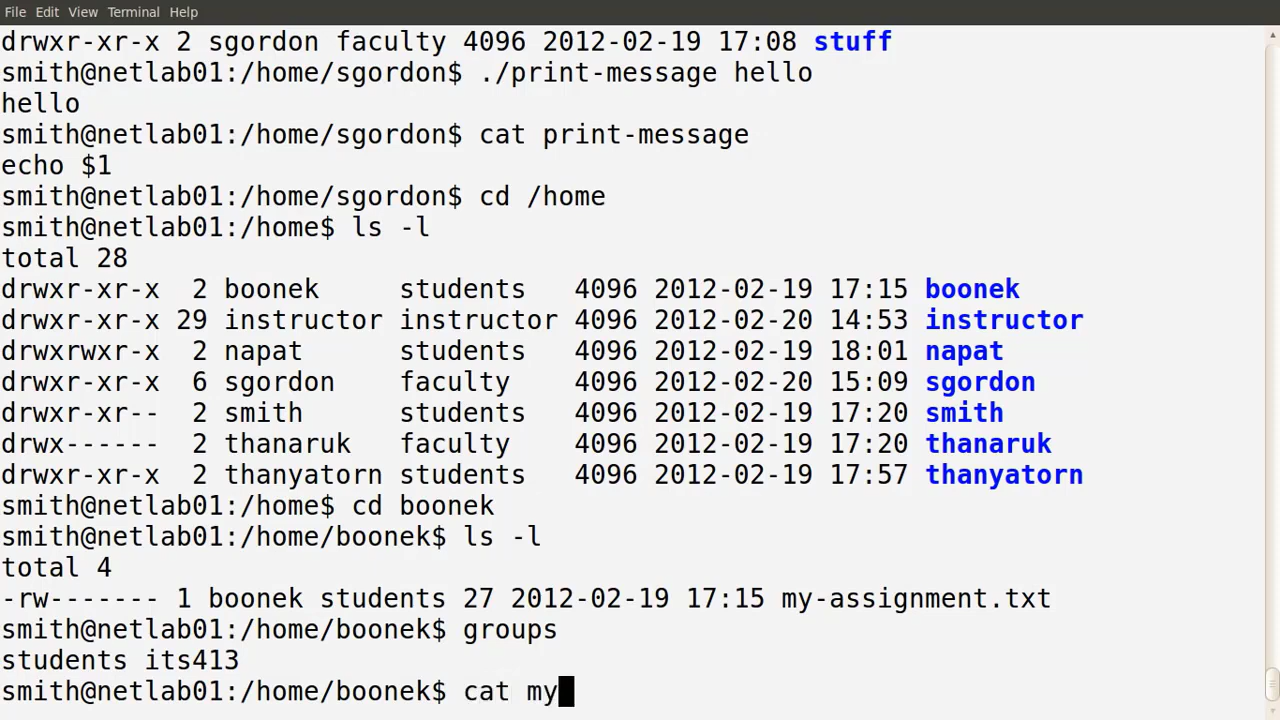 File Edit View Terminal Help
drwxr-xr-x 2 sgordon faculty 4096 2012-02-19 17:08 stuff
smith@netlab01:/home/sgordon$ ./print-message hello
hello
smith@netlab01:/home/sgordon$ cat print-message
echo $1
smith@netlab01:/home/sgordon$ cd /home
smith@netlab01:/home$ ls -l
total 28
drwxr-xr-x  2 boonek     students   4096 2012-02-19 17:15 boonek
drwxr-xr-x 29 instructor instructor 4096 2012-02-20 14:53 instructor
drwxrwxr-x  2 napat      students   4096 2012-02-19 18:01 napat
drwxr-xr-x  6 sgordon    faculty    4096 2012-02-20 15:09 sgordon
drwxr-xr--  2 smith      students   4096 2012-02-19 17:20 smith
drwx------  2 thanaruk   faculty    4096 2012-02-19 17:20 thanaruk
drwxr-xr-x  2 thanyatorn students   4096 2012-02-19 17:57 thanyatorn
smith@netlab01:/home$ cd boonek
smith@netlab01:/home/boonek$ ls -l
total 4
-rw------- 1 boonek students 27 2012-02-19 17:15 my-assignment.txt
smith@netlab01:/home/boonek$ groups
students its413
smith@netlab01:/home/boonek$ cat my